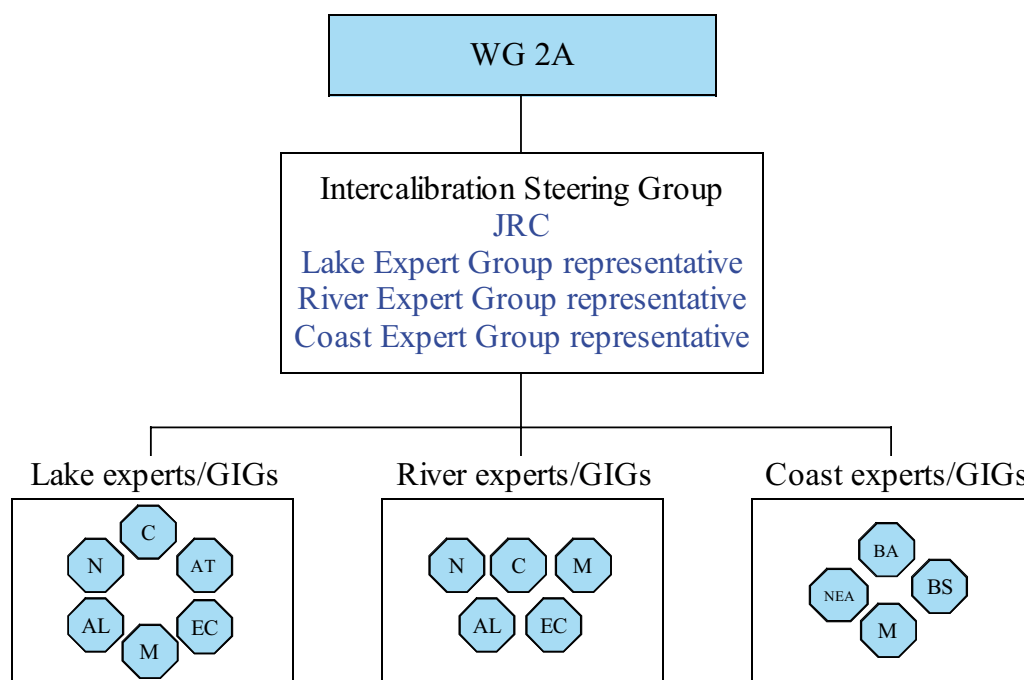 WG 2A
Intercalibration Steering Group
JRC
Lake Expert Group representative
River Expert Group representative
Coast Expert Group representative
Lake experts/GIGs
C
N
AT
AL
EC
M
River experts/GIGs
N
C
M
AL
EC
Coast experts/GIGs
BA
NEA
BS
M